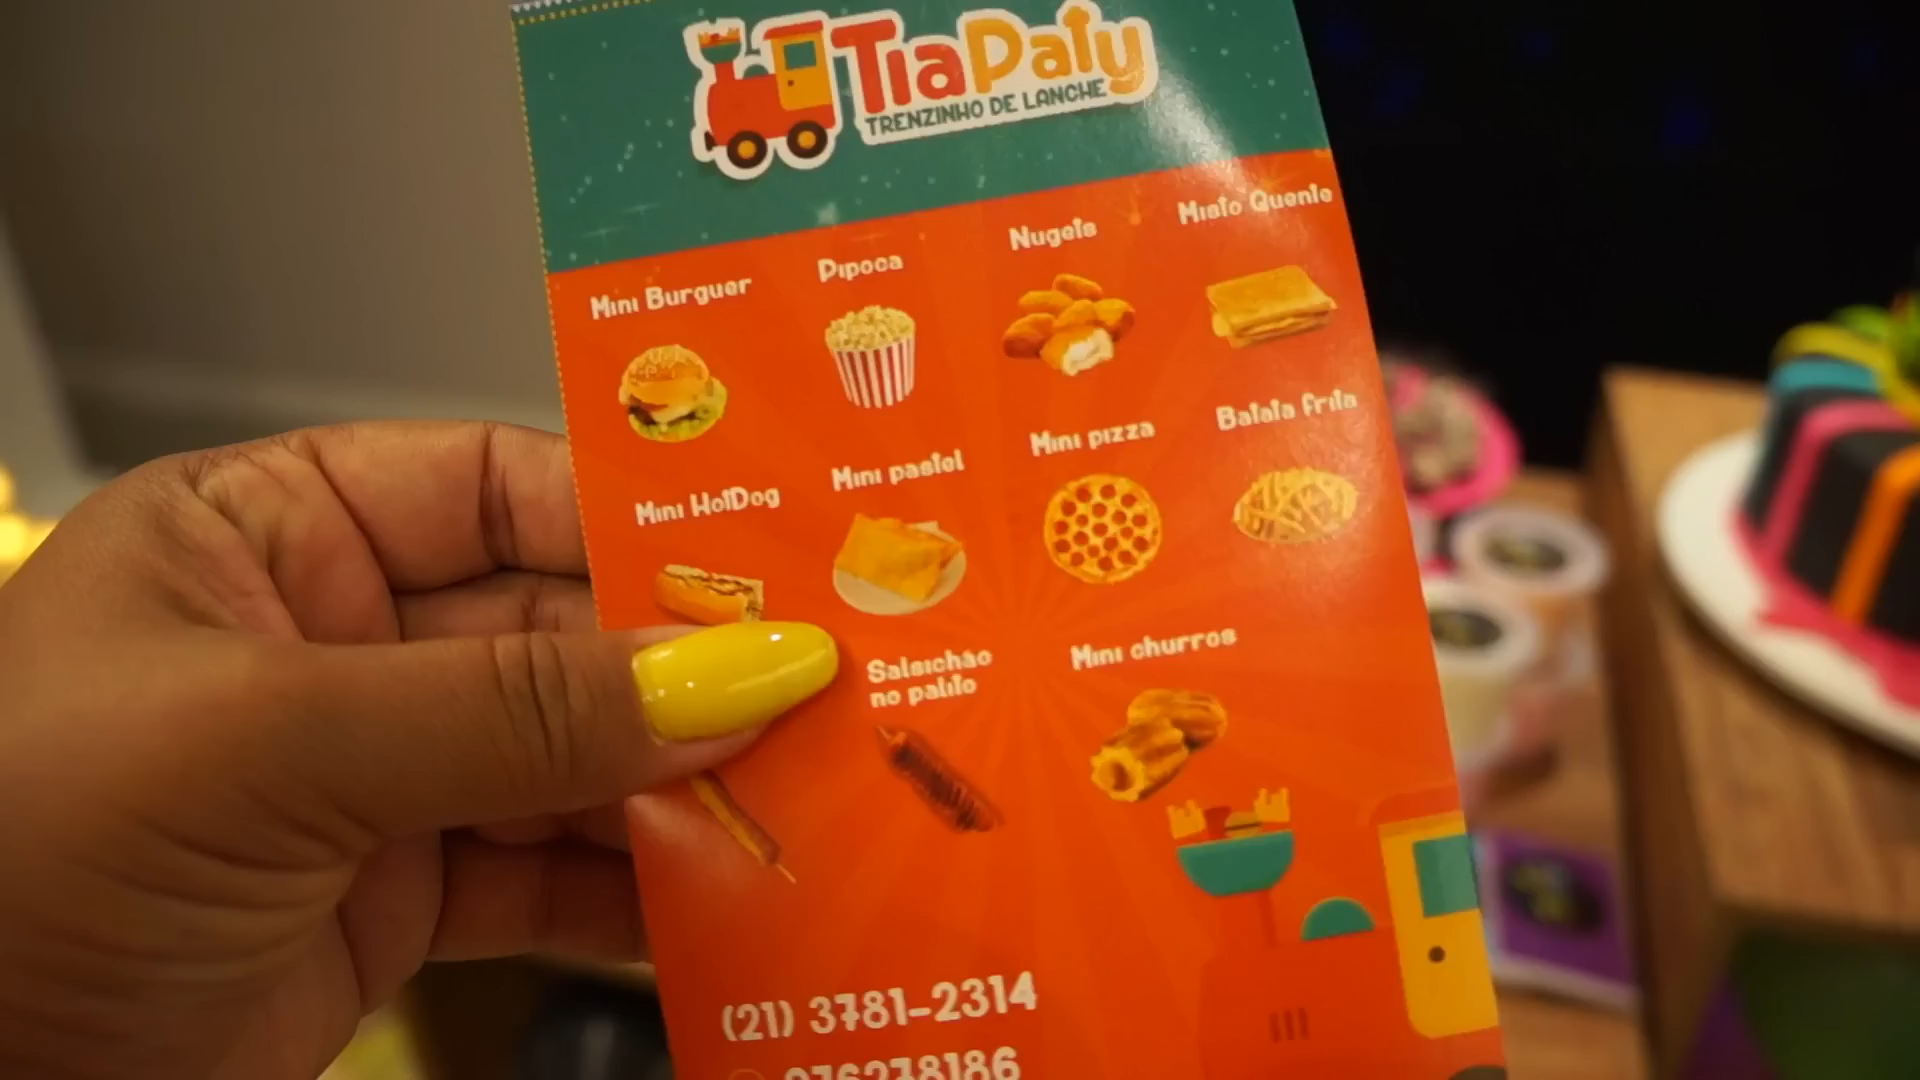 TiaPaty
TRENZINHO DE LANCHE
Mini Burguer
Pipoca
Nugets
Misto Quente
Mini HotDog
Mini pastel
Mini pizza
Batata frita
Salsichão
no palito
Mini churros
(21) 3781-2314
976278186